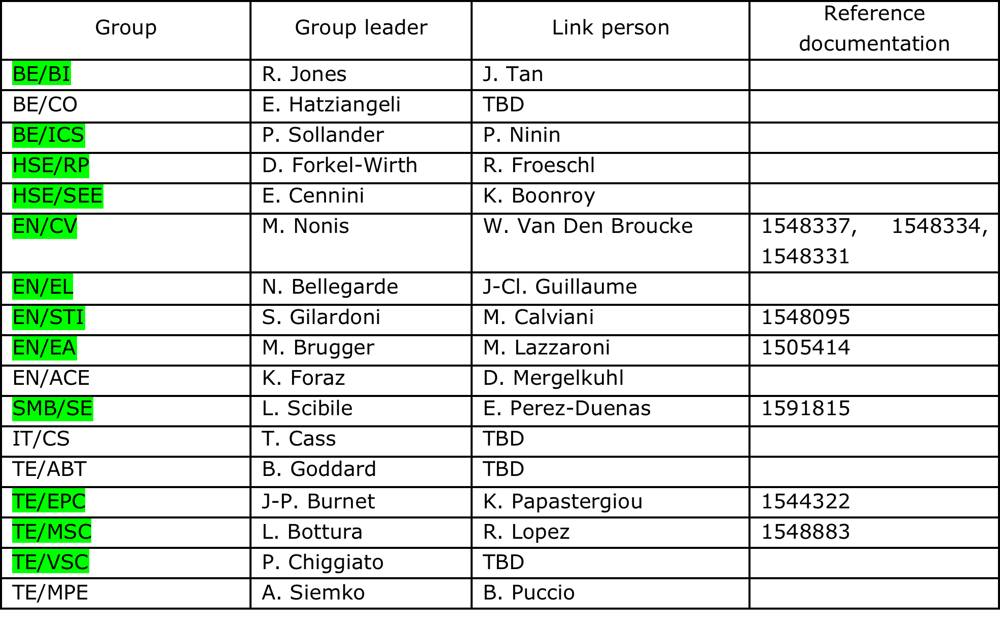 Group Group leader Link person Reference documentation
BE/BI R. Jones J. Tan
BE/CO E. Hatziangeli TBD
BE/ICS P. Sollander P. Ninin
HSE/RP D. Forkel-Wirth R. Froeschl
HSE/SEE E. Cennini K. Boonroy
EN/CV M. Nonis W. Van Den Broucke 1548337, 1548334,
1548331
EN/EL N. Bellegarde J-Cl. Guillaume
EN/STI S. Gilardoni M. Calviani 1548095
EN/EA M. Brugger M. Lazzaroni 1505414
EN/ACE K. Foraz D. Mergelkuhl
SMB/SE L. Scibile E. Perez-Duenas 1591815
IT/CS T. Cass TBD
TE/ABT B. Goddard TBD
TE/EPC J-P. Burnet K. Papastergiou 1544322
TE/MSC L. Bottura R. Lopez 1548883
TE/VSC P. Chiggiato TBD
TE/MPE A. Siemko B. Puccio